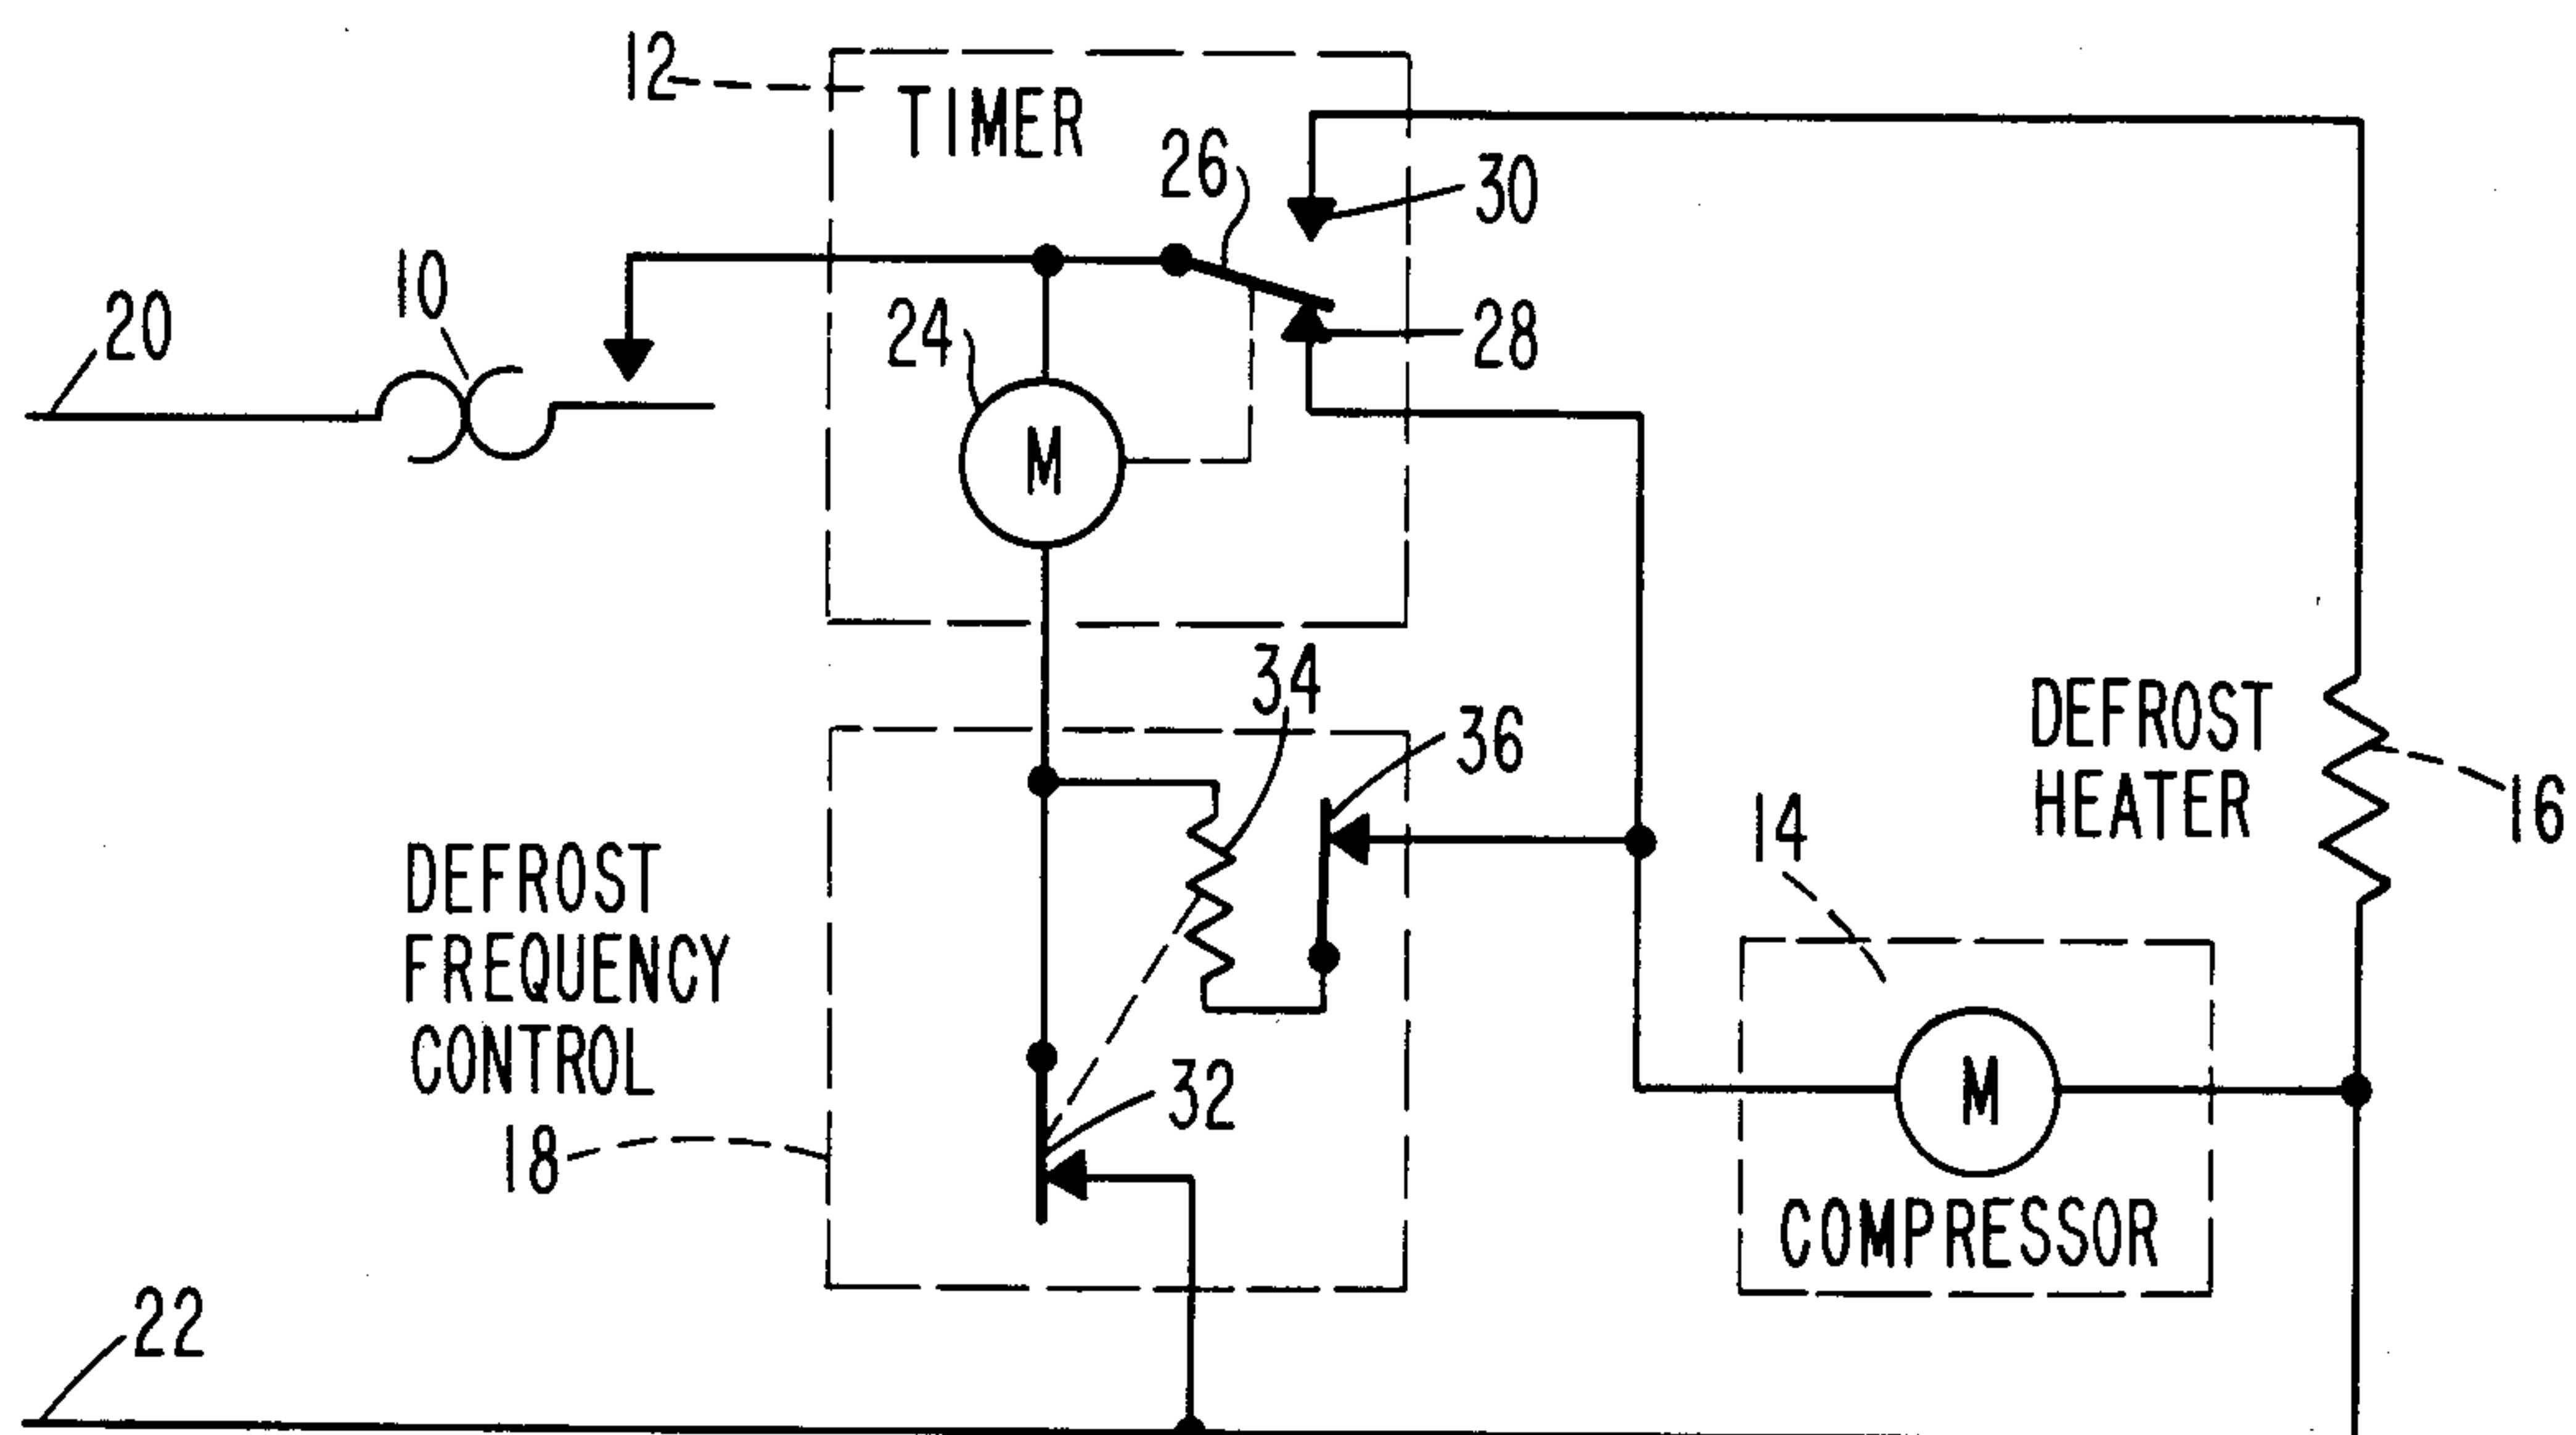 12
TIMER
26
30
10
20
24
28
M
34
36
DEFROST
HEATER
16
14
DEFROST
FREQUENCY
CONTROL
18
32
M
COMPRESSOR
22